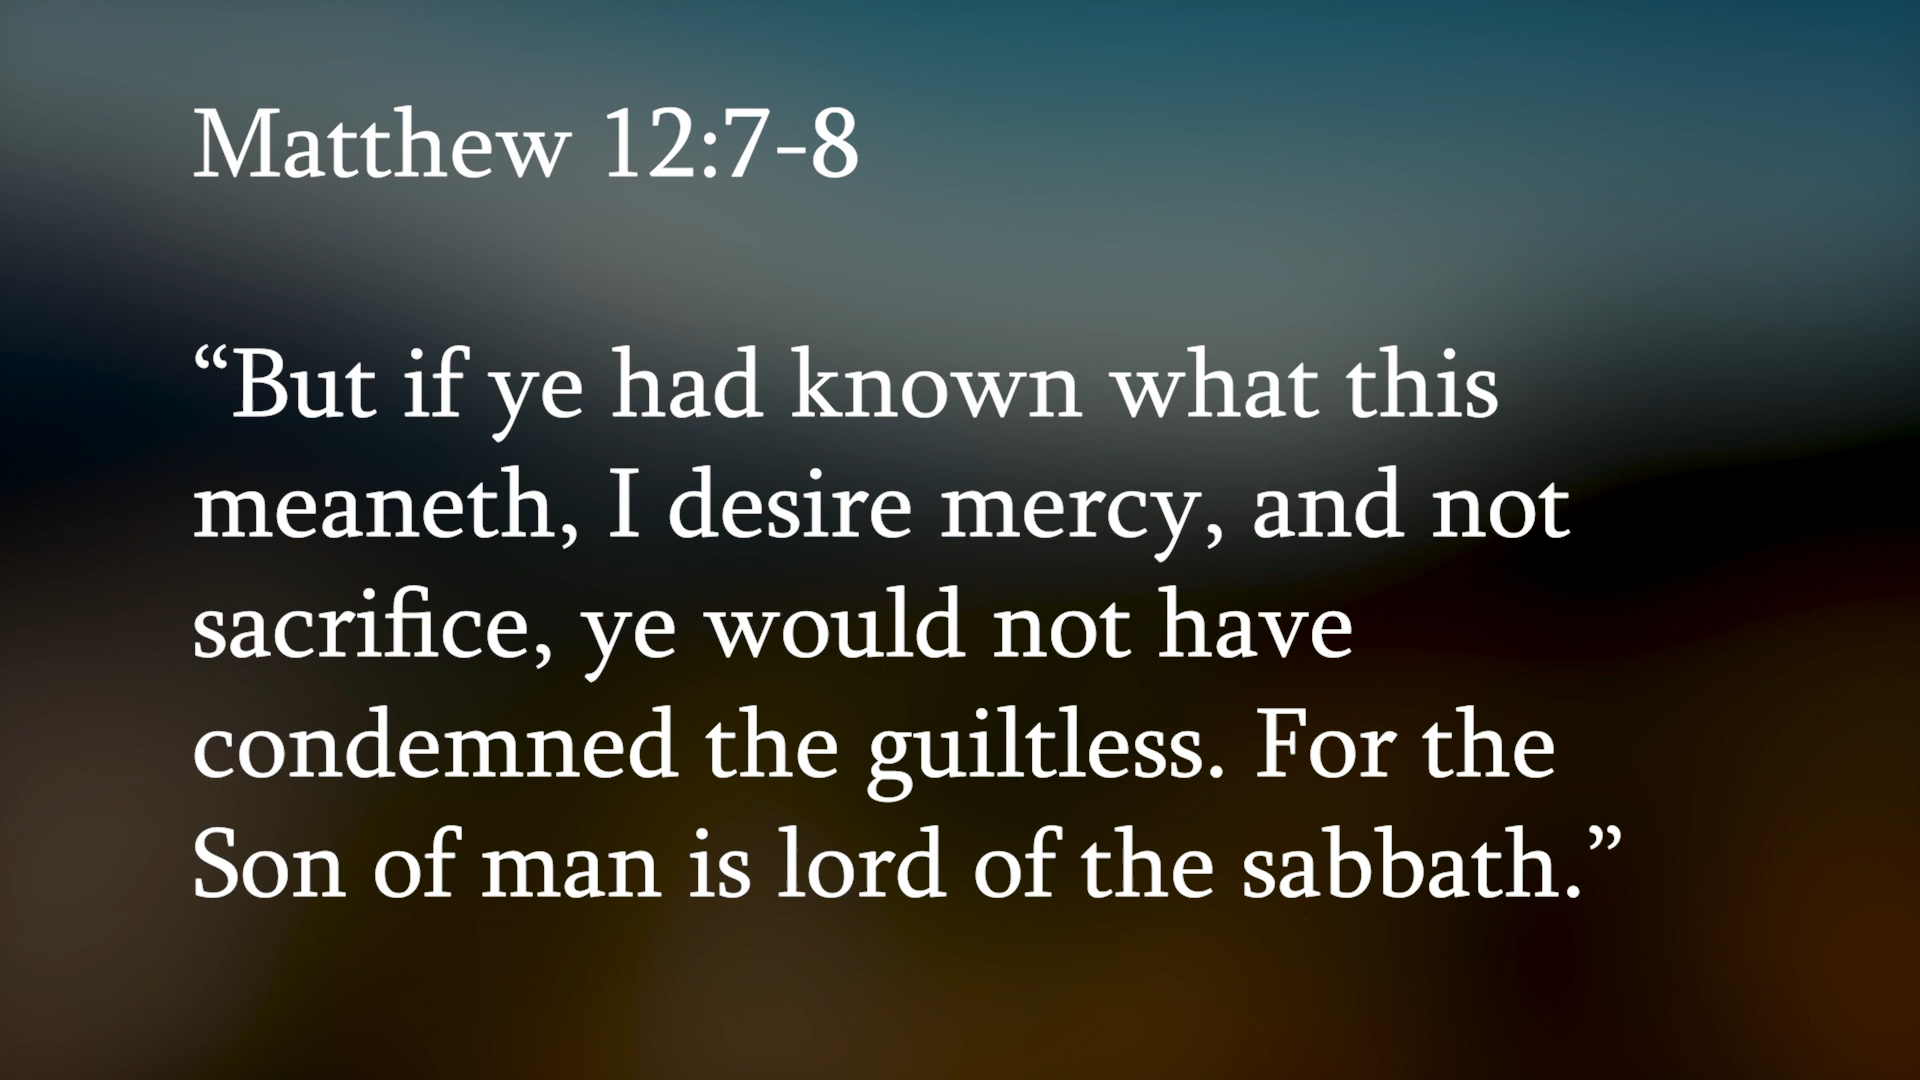 Matthew 12:7-8
“But if ye had known what this
meaneth, I desire mercy, and not
sacrifice, ye would not have
condemned the guiltless. For the
Son of man is lord of the sabbath.”